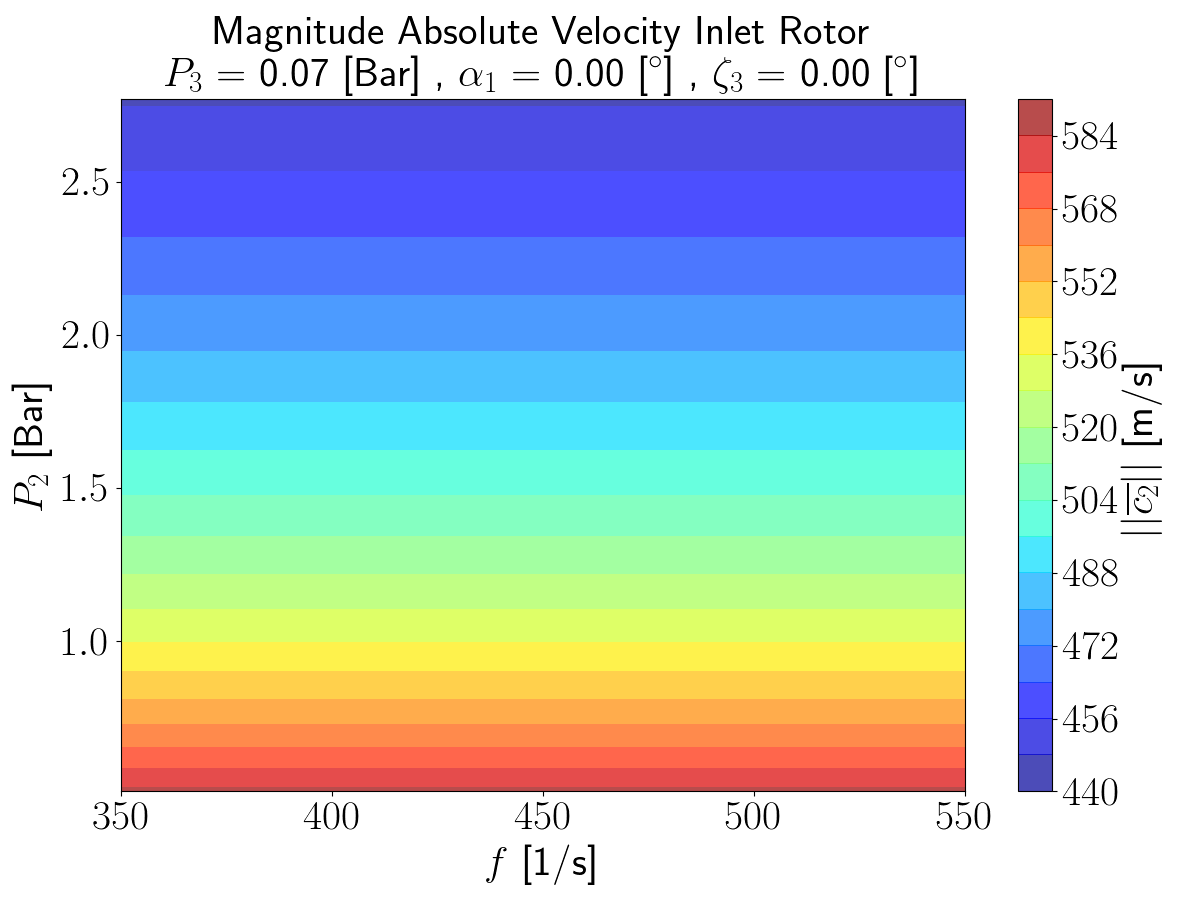 Magnitude Absolute Velocity Inlet Rotor
P₃ = 0.07 [Bar] , α₁ = 0.00 [°] , ζ₃ = 0.00 [°]
2.5
2.0
1.5
1.0
P₂ [Bar]
350 400 450 500 550
f [1/s]
584
568
552
536
520
504
488
472
456
440
||c̅₂|| [m/s]